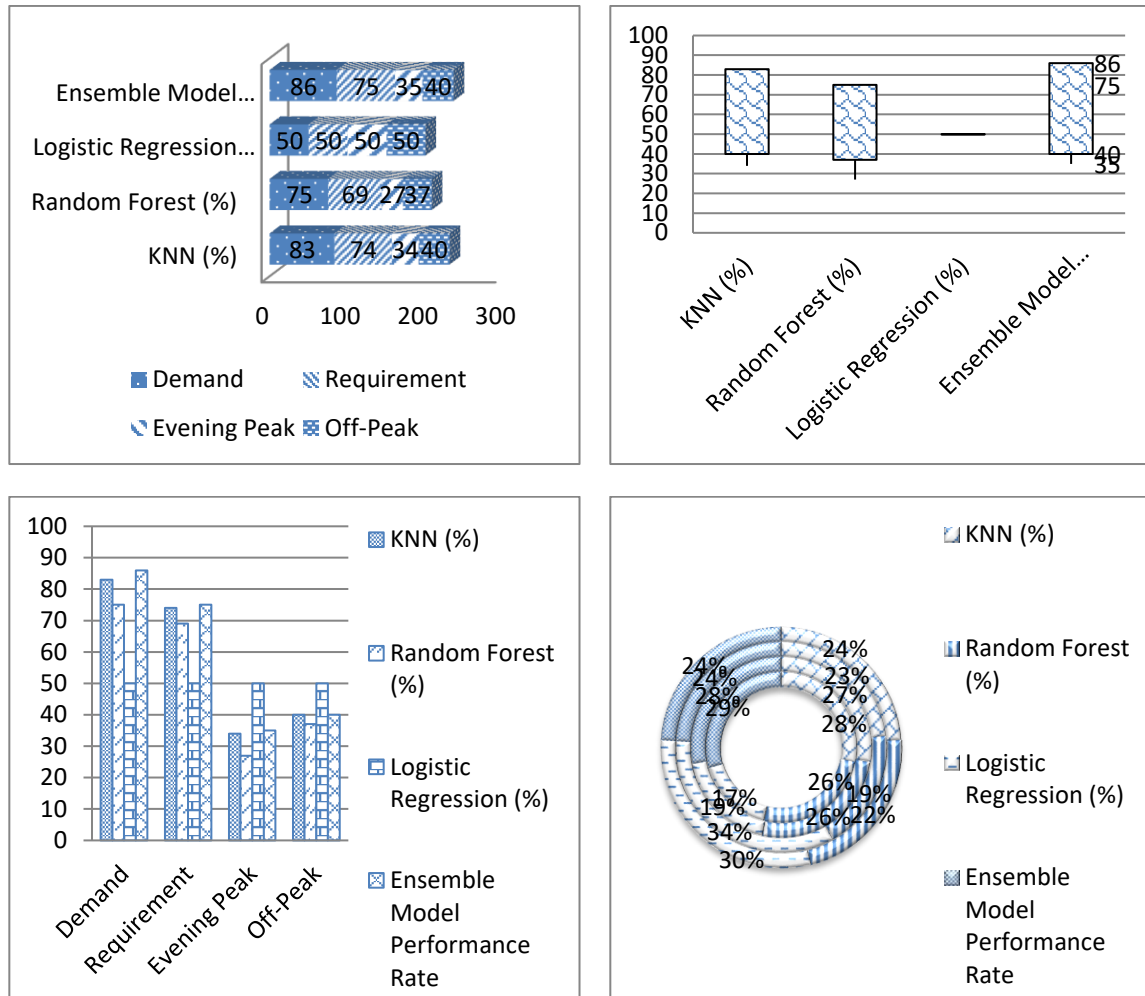 Ensemble Model...
86 75 35 40
Logistic Regression...
50 50 50 50
Random Forest (%)
75 69 27 37
KNN (%)
83 74 34 40
0 100 200 300
Demand Requirement
Evening Peak Off-Peak
100
90
80
70
60
50
40
30
20
10
0
86
75
40
35
KNN (%)
Random Forest (%)
Logistic Regression (%)
Ensemble Model...
100
90
80
70
60
50
40
30
20
10
0
Demand
Requirement
Evening Peak
Off-Peak
KNN (%)
Random Forest
(%)
Logistic
Regression (%)
Ensemble
Model
Performance
Rate
24%
23%
27%
28%
26%
19%
26%
22%
17%
19%
34%
30%
24%
24%
28%
29%
KNN (%)
Random Forest
(%)
Logistic
Regression (%)
Ensemble
Model
Performance
Rate